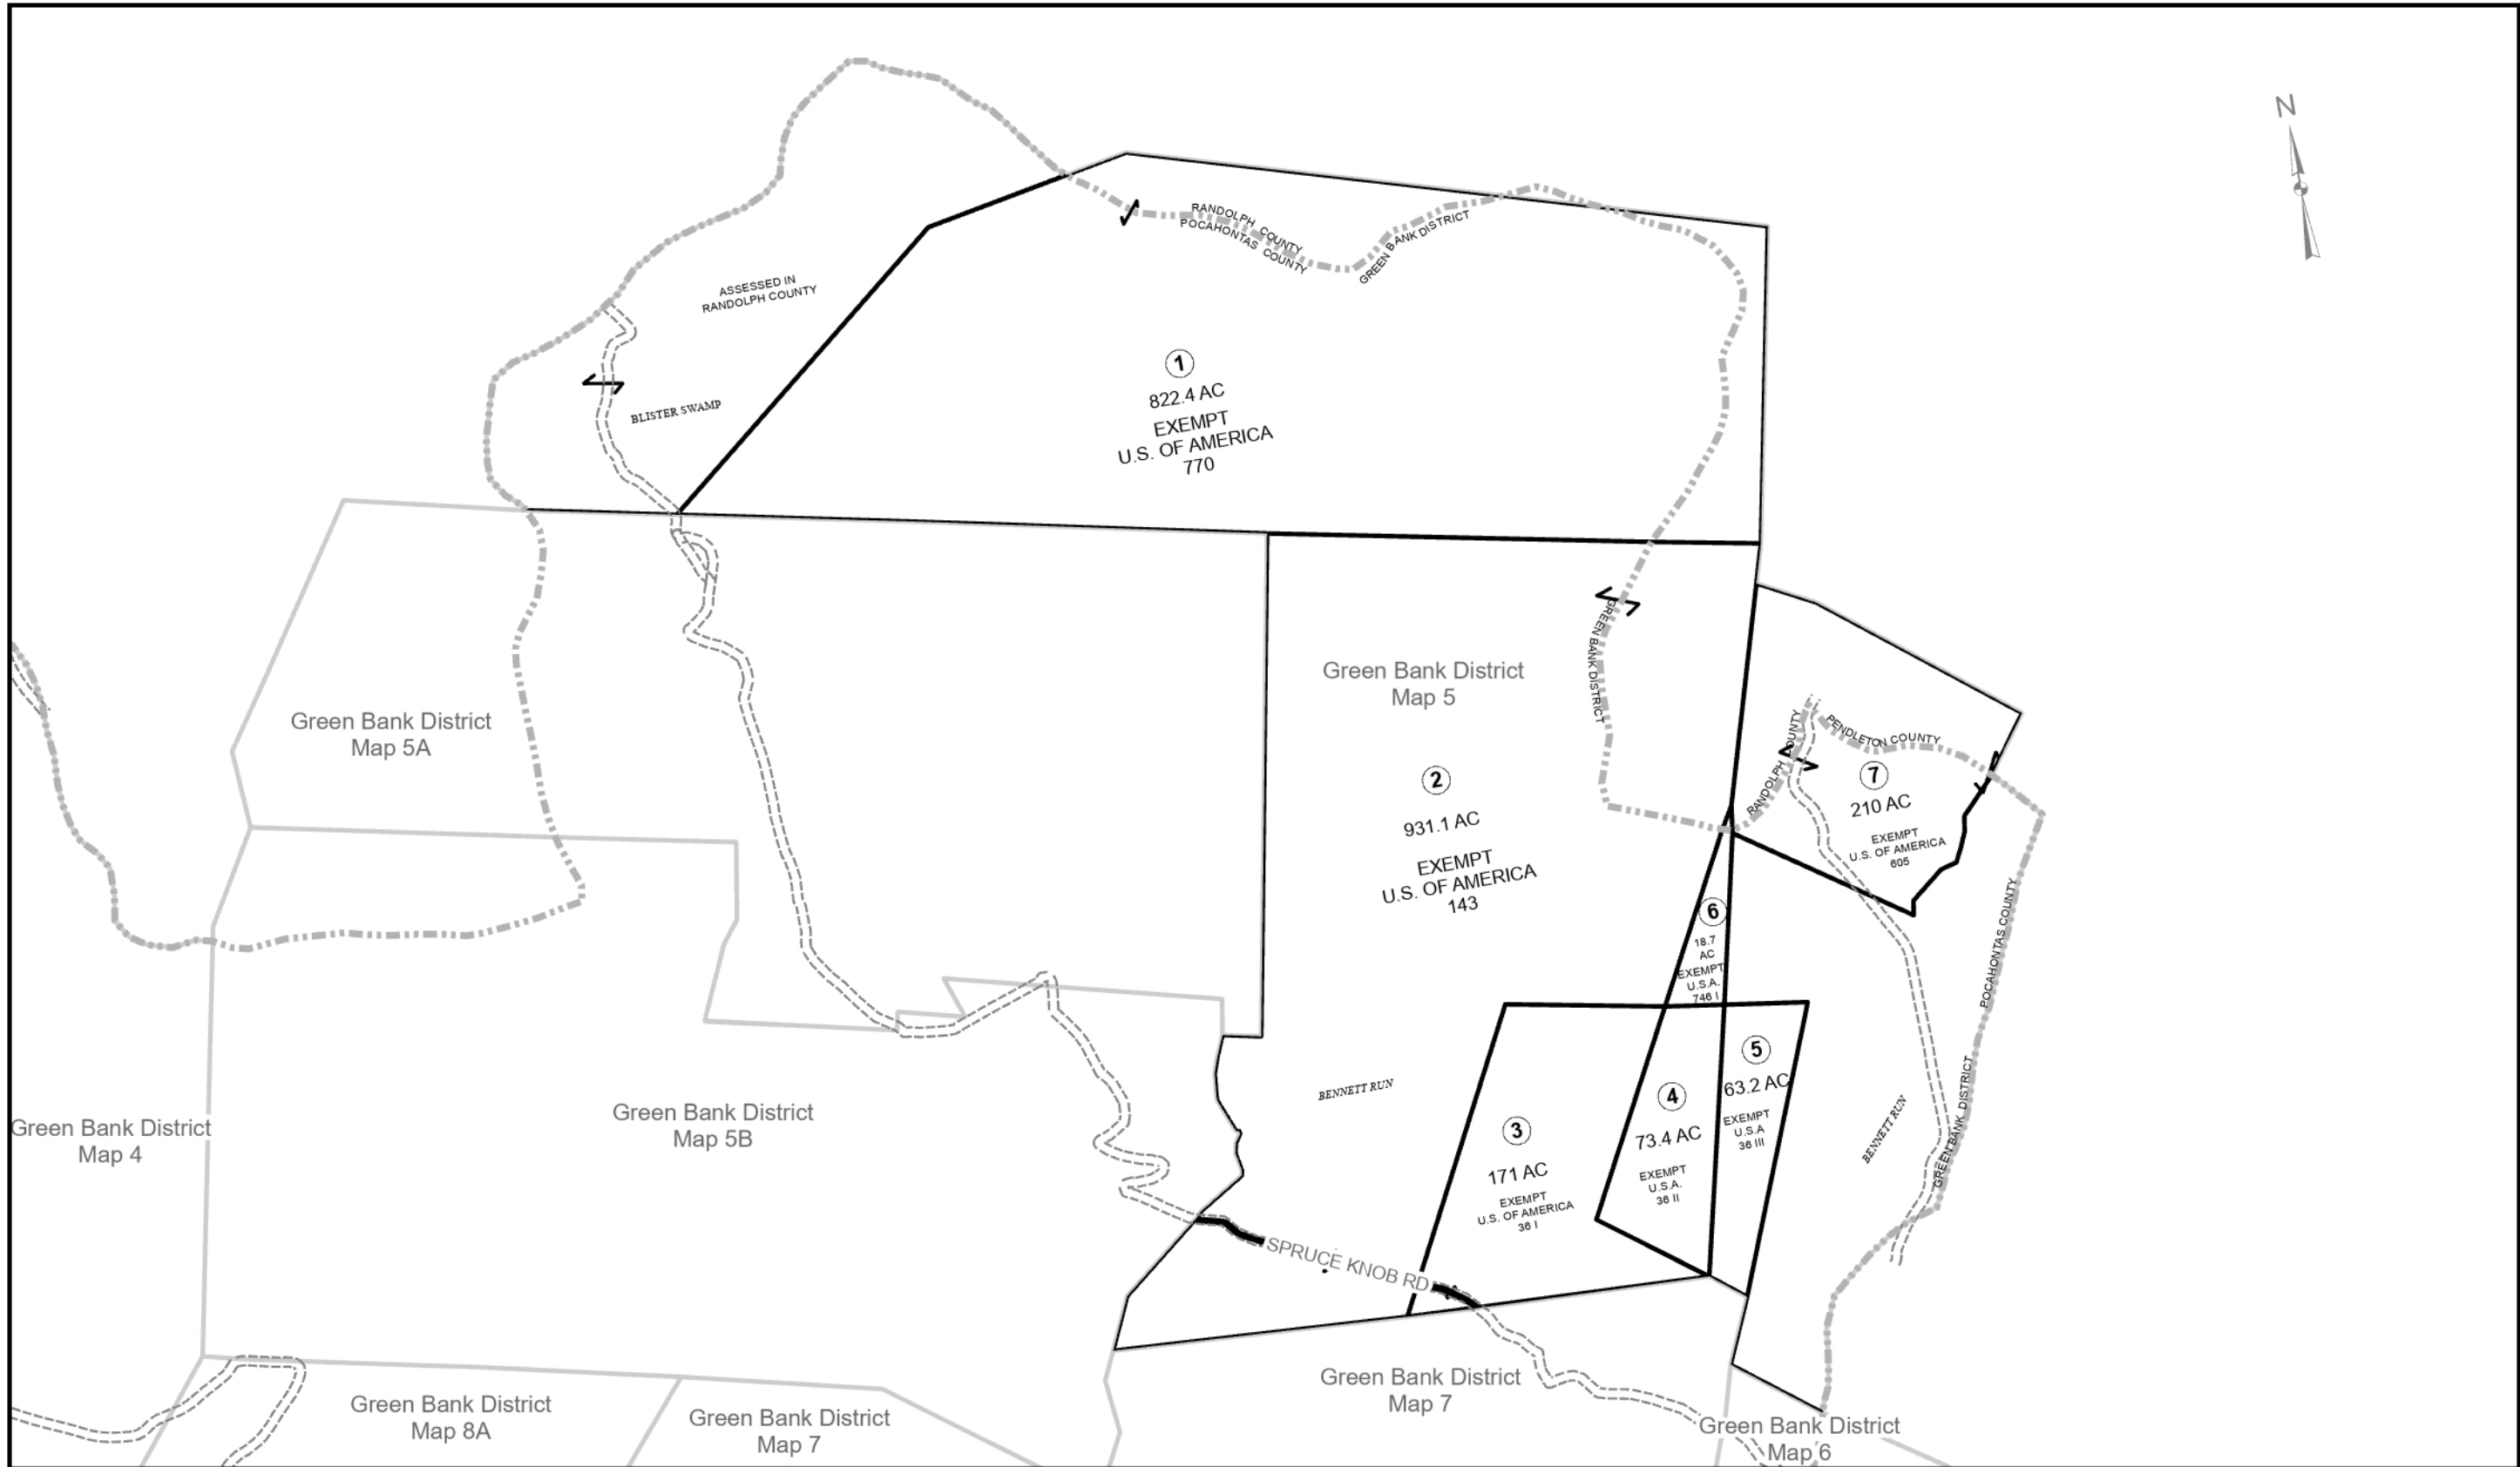 N
RANDOLPH COUNTY
POCAHONTAS COUNTY
GREEN BANK DISTRICT
ASSESSED IN
RANDOLPH COUNTY
BLISTER SWAMP
1
822.4 AC
EXEMPT
U.S. OF AMERICA
770
Green Bank District
Map 5
GREEN BANK DISTRICT
Green Bank District
Map 5A
2
931.1 AC
EXEMPT
U.S. OF AMERICA
143
RANDOLPH COUNTY
PENDLETON COUNTY
7
210 AC
EXEMPT
U.S. OF AMERICA
605
6
18.7
AC
EXEMPT
U.S.A.
746 I
POCAHONTAS COUNTY
GREEN BANK DISTRICT
BENNETT RUN
BENNETT RUN
5
63.2 AC
EXEMPT
U.S.A
36 III
4
73.4 AC
EXEMPT
U.S.A.
36 II
3
171 AC
EXEMPT
U.S. OF AMERICA
36 I
Green Bank District
Map 4
Green Bank District
Map 5B
SPRUCE KNOB RD
Green Bank District
Map 8A
Green Bank District
Map 7
Green Bank District
Map 7
Green Bank District
Map 6